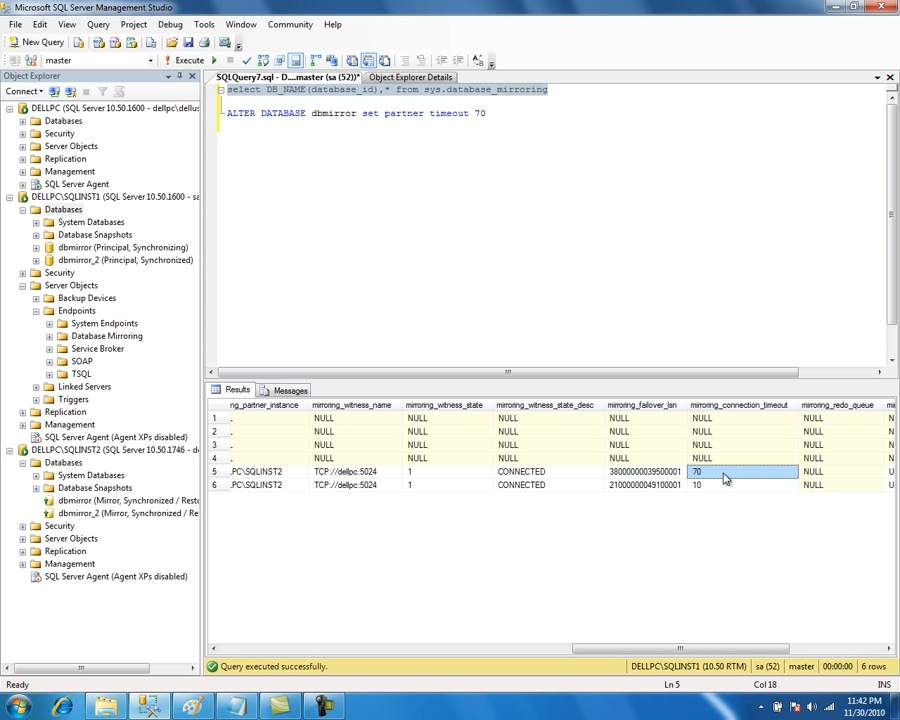 Microsoft SQL Server Management Studio
File Edit View Query Project Debug Tools Window Community Help
New Query
master Execute
Object Explorer
SQLQuery7.sql - D....master (sa (52))* Object Explorer Details
Connect
select DB_NAME(database_id),* from sys.database_mirroring
ALTER DATABASE dbmirror set partner timeout 70
DELLPC (SQL Server 10.50.1600 - dellpc\dellus
Databases
Security
Server Objects
Replication
Management
SQL Server Agent
DELLPC\SQLINST1 (SQL Server 10.50.1600 - sa
Databases
System Databases
Database Snapshots
dbmirror (Principal, Synchronizing)
dbmirror_2 (Principal, Synchronized)
Security
Server Objects
Backup Devices
Endpoints
System Endpoints
Database Mirroring
Service Broker
SOAP
TSQL
Linked Servers
Triggers
Replication
Management
SQL Server Agent (Agent XPs disabled)
DELLPC\SQLINST2 (SQL Server 10.50.1746 - de
Databases
System Databases
Database Snapshots
dbmirror (Mirror, Synchronized / Resto
dbmirror_2 (Mirror, Synchronized / Re
Security
Server Objects
Replication
Management
SQL Server Agent (Agent XPs disabled)
Results Messages
ng_partner_instance mirroring_witness_name mirroring_witness_state mirroring_witness_state_desc mirroring_failover_lsn mirroring_connection_timeout mirroring_redo_queue mi
1 NULL NULL NULL NULL NULL NULL N
2 NULL NULL NULL NULL NULL NULL N
3 NULL NULL NULL NULL NULL NULL N
4 NULL NULL NULL NULL NULL NULL N
5 .PC\SQLINST2 TCP://dellpc:5024 1 CONNECTED 38000000039500001 70 NULL U
6 .PC\SQLINST2 TCP://dellpc:5024 1 CONNECTED 21000000049100001 10 NULL U
Query executed successfully. DELLPC\SQLINST1 (10.50 RTM) sa (52) master 00:00:00 6 rows
Ready Ln 5 Col 18 INS
11:42 PM
11/30/2010